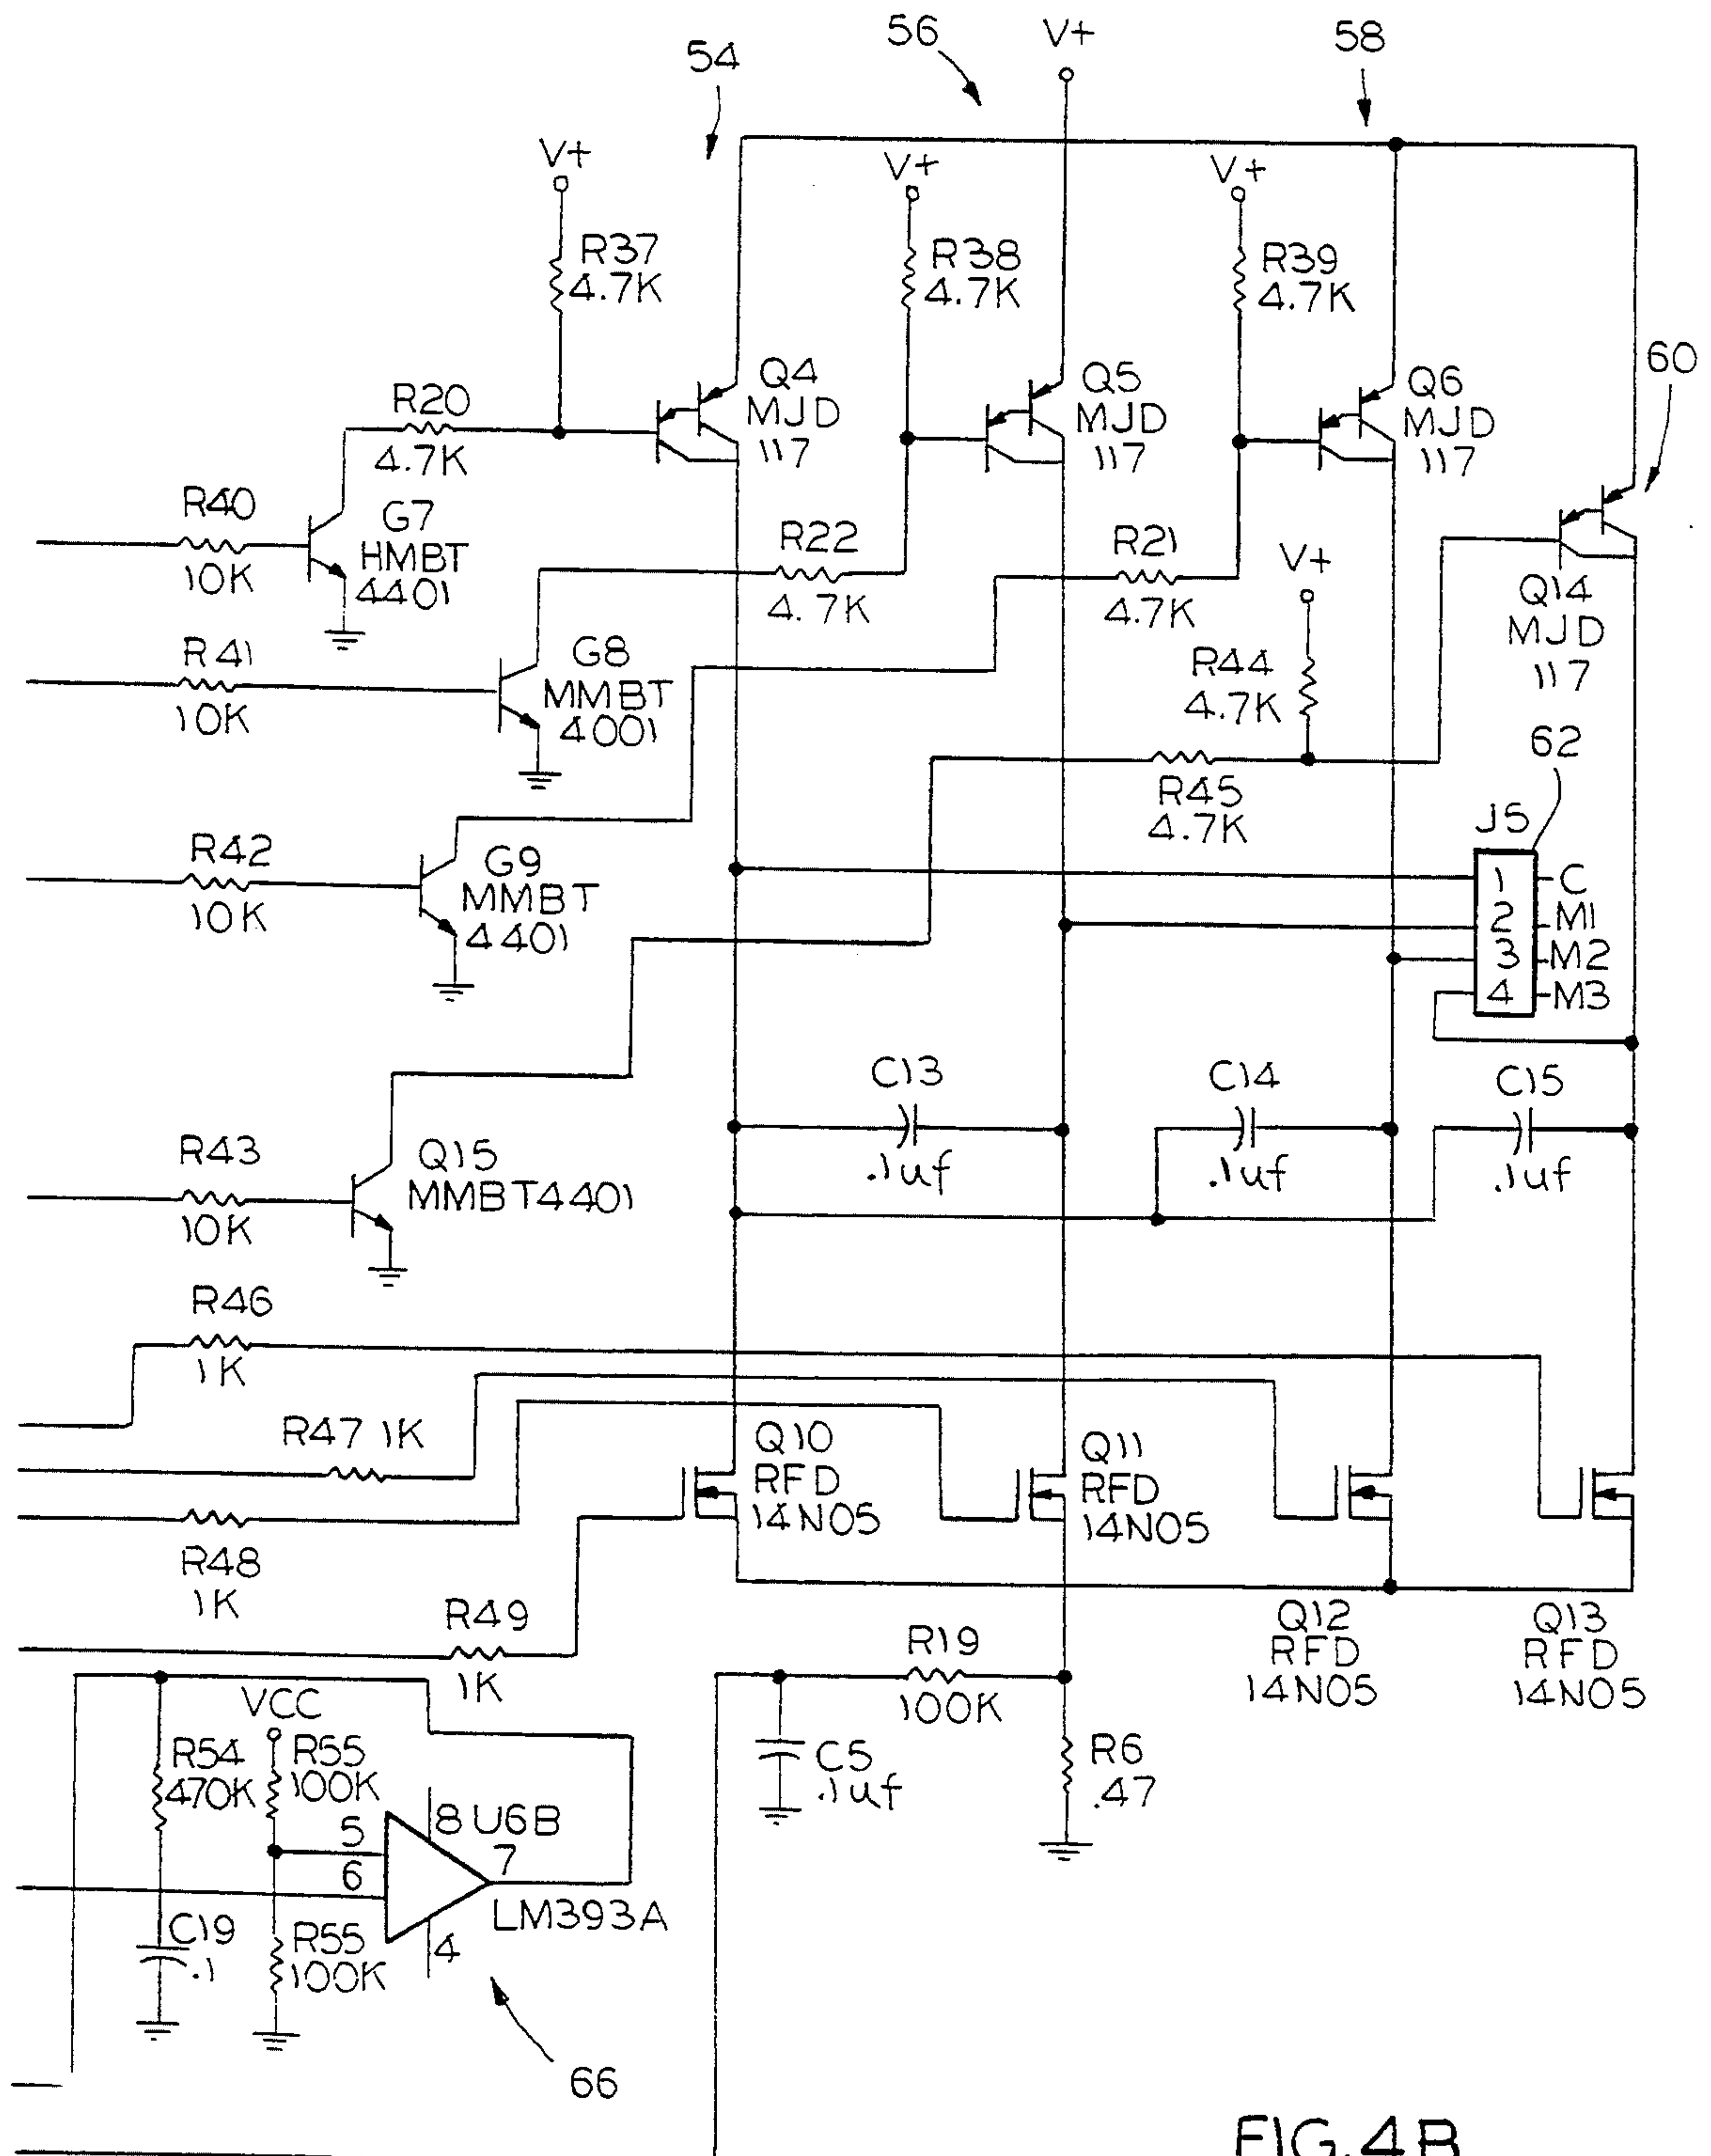 56
V+
58
54
V+
V+
V+
R37
4.7K
R38
4.7K
R39
4.7K
60
Q4
MJD
117
Q5
MJD
117
Q6
MJD
117
R20
4.7K
R40
10K
G7
HMBT
4401
R22
4.7K
R21
4.7K
V+
Q14
MJD
117
R41
10K
G8
MMBT
4001
R44
4.7K
62
R45
4.7K
J5
R42
10K
G9
MMBT
4401
1 C
2 M1
3 M2
4 M3
C13
.1uf
C14
.1uf
C15
.1uf
R43
10K
Q15
MMBT4401
R46
1K
R47 1K
Q10
RFD
14N05
Q11
RFD
14N05
R48
1K
R49
1K
R19
100K
Q12
RFD
14N05
Q13
RFD
14N05
VCC
R54
470K
R55
100K
C5
.1uf
R6
.47
8 U6B
5
7
6
LM393A
C19
.1
R55
100K
4
66
FIG.4B